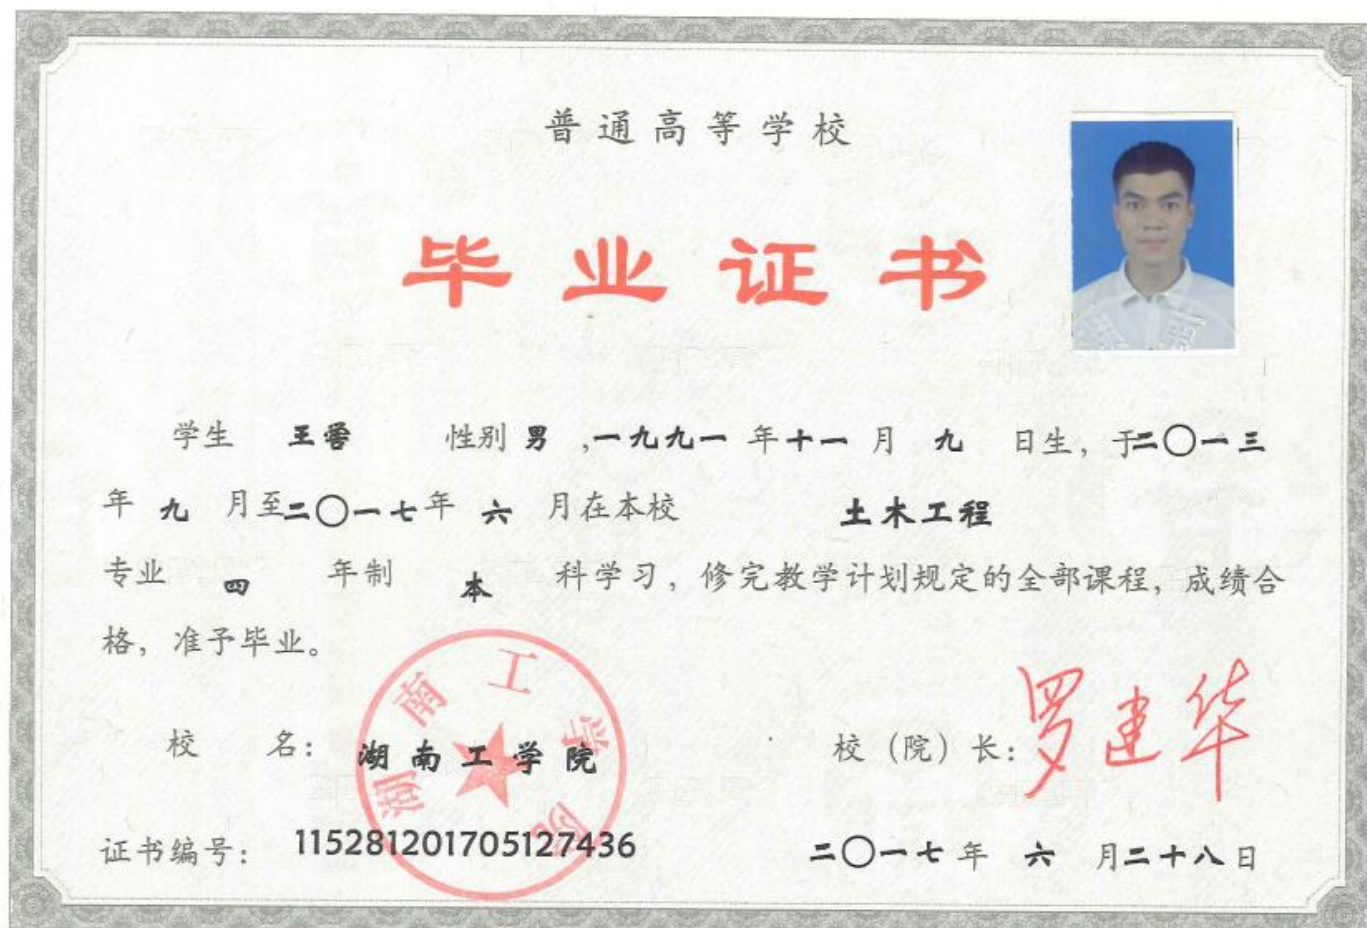 普通高等学校
毕业证书
学生 王 性别 男 ,一九九一 年 十一 月 九 日生，于二〇一三
年 九 月至二〇一七年 六 月在本校 土木工程
专业 四 年制 本 科学习，修完教学计划规定的全部课程，成绩合
格，准予毕业。
湖南工学院
校 名： 湖南工学院 校（院）长：罗建华
证书编号： 115281201705127436 二〇一七 年 六 月二十八日